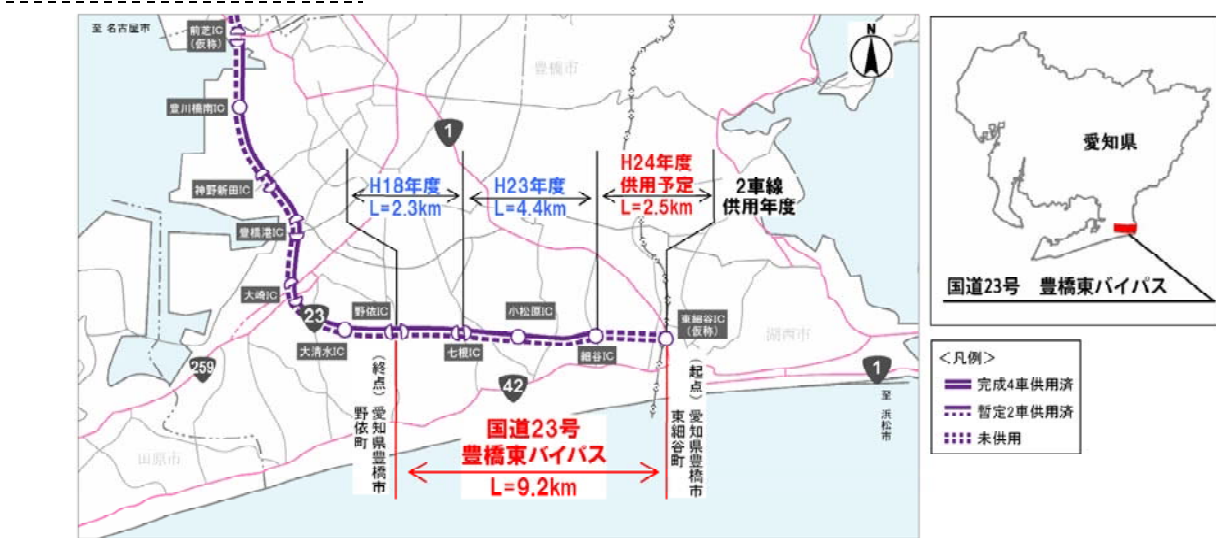 至 名古屋市
前芝IC
(仮称)
豊橋市
N
豊川橋南IC
1
愛知県
神野新田IC
H18年度
L=2.3km
H23年度
L=4.4km
H24年度
供用予定
L=2.5km
2車線
供用年度
豊橋港IC
大崎IC
23
野依IC
小松原IC
東細谷IC
(仮称)
国道23号 豊橋東バイパス
大清水IC
七根IC
細谷IC
湖西市
259
42
1
<凡例>
完成4車供用済
暫定2車供用済
未供用
(終点)愛知県豊橋市
野依町
(起点)愛知県豊橋市
東細谷町
至 浜松市
田原市
国道23号
豊橋東バイパス
L=9.2km